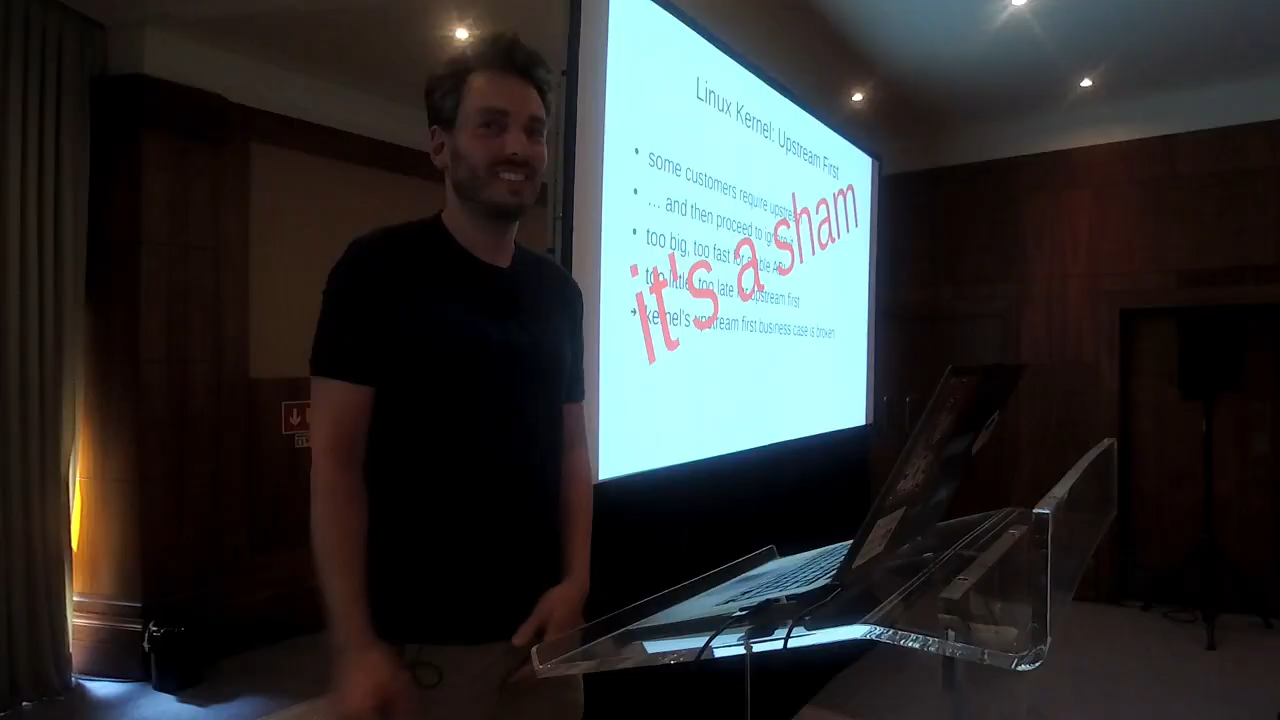 Linux Kernel: Upstream First
• some customers require upstream
• … and then proceed to ignore it
• too big, too fast for stable API
too little, too late for upstream first
➔ kernel's upstream first business case is broken
it's a sham